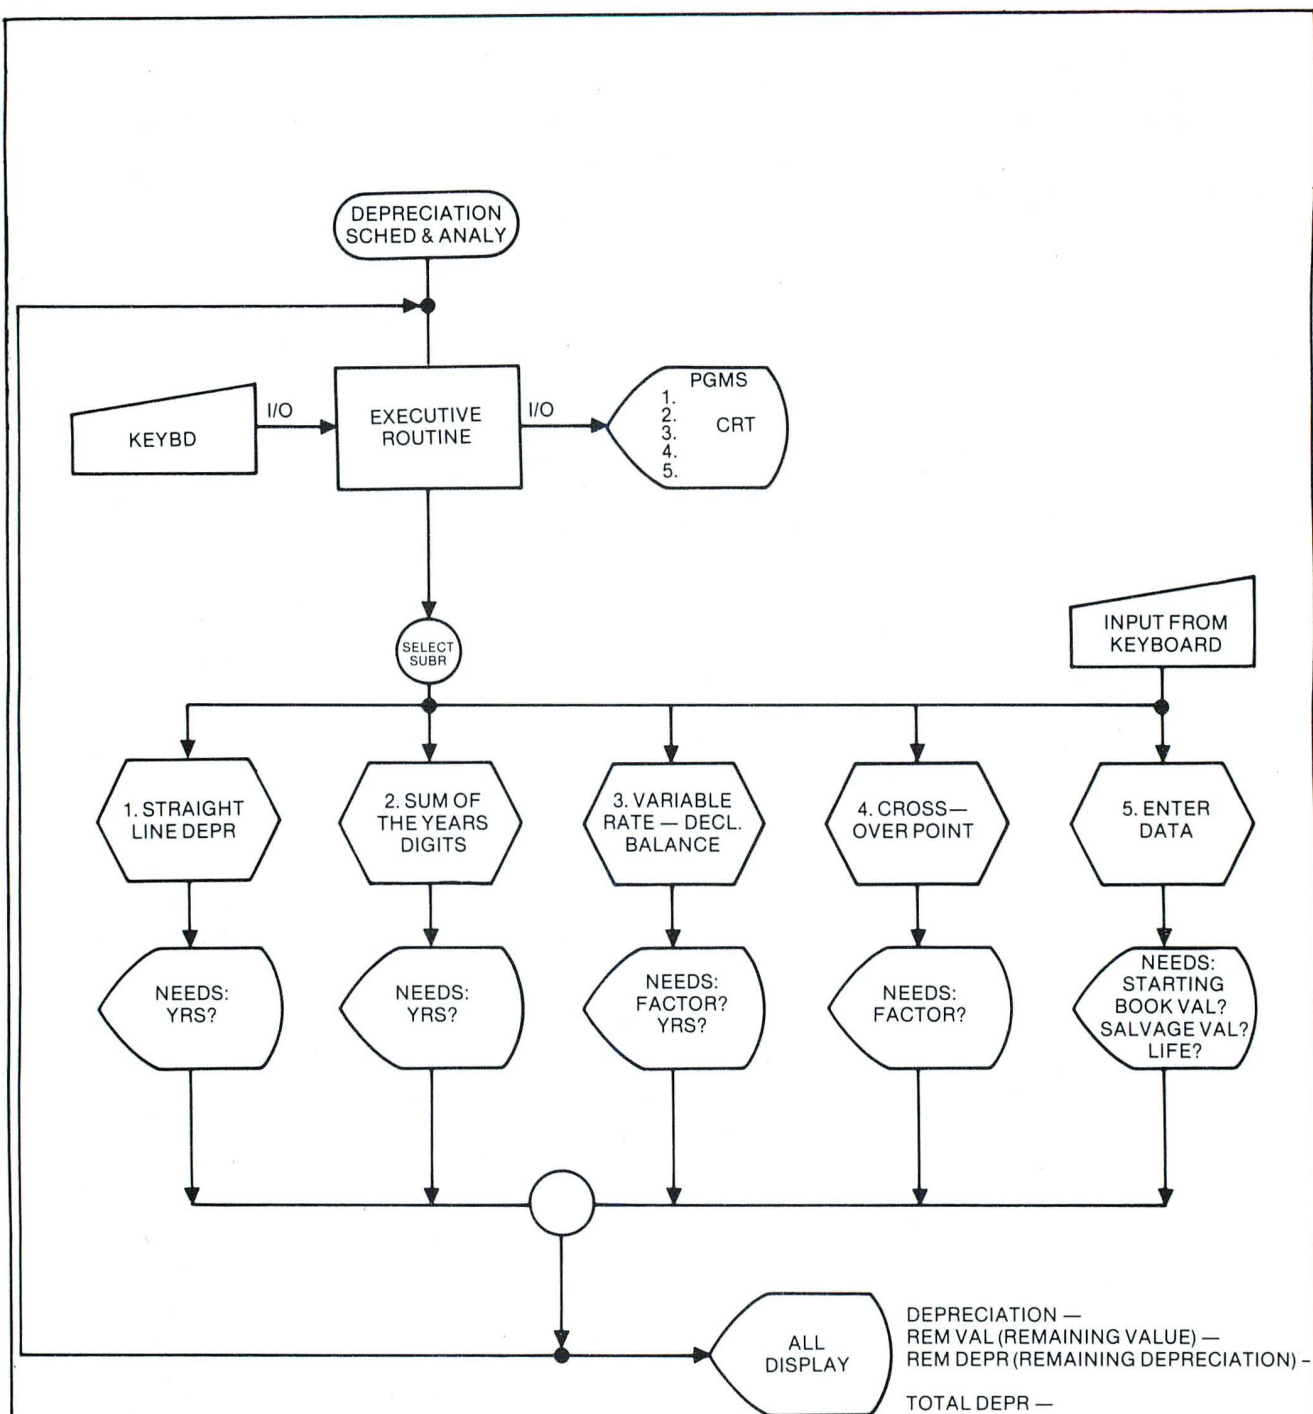 DEPRECIATION
SCHED & ANALY
KEYBD
I/O
EXECUTIVE
ROUTINE
I/O
PGMS
1.
2.
3.
4.
5.
CRT
SELECT
SUBR
INPUT FROM
KEYBOARD
1. STRAIGHT
LINE DEPR
2. SUM OF
THE YEARS
DIGITS
3. VARIABLE
RATE — DECL.
BALANCE
4. CROSS—
OVER POINT
5. ENTER
DATA
NEEDS:
YRS?
NEEDS:
YRS?
NEEDS:
FACTOR?
YRS?
NEEDS:
FACTOR?
NEEDS:
STARTING
BOOK VAL?
SALVAGE VAL?
LIFE?
ALL
DISPLAY
DEPRECIATION —
REM VAL (REMAINING VALUE) —
REM DEPR (REMAINING DEPRECIATION) –
TOTAL DEPR —